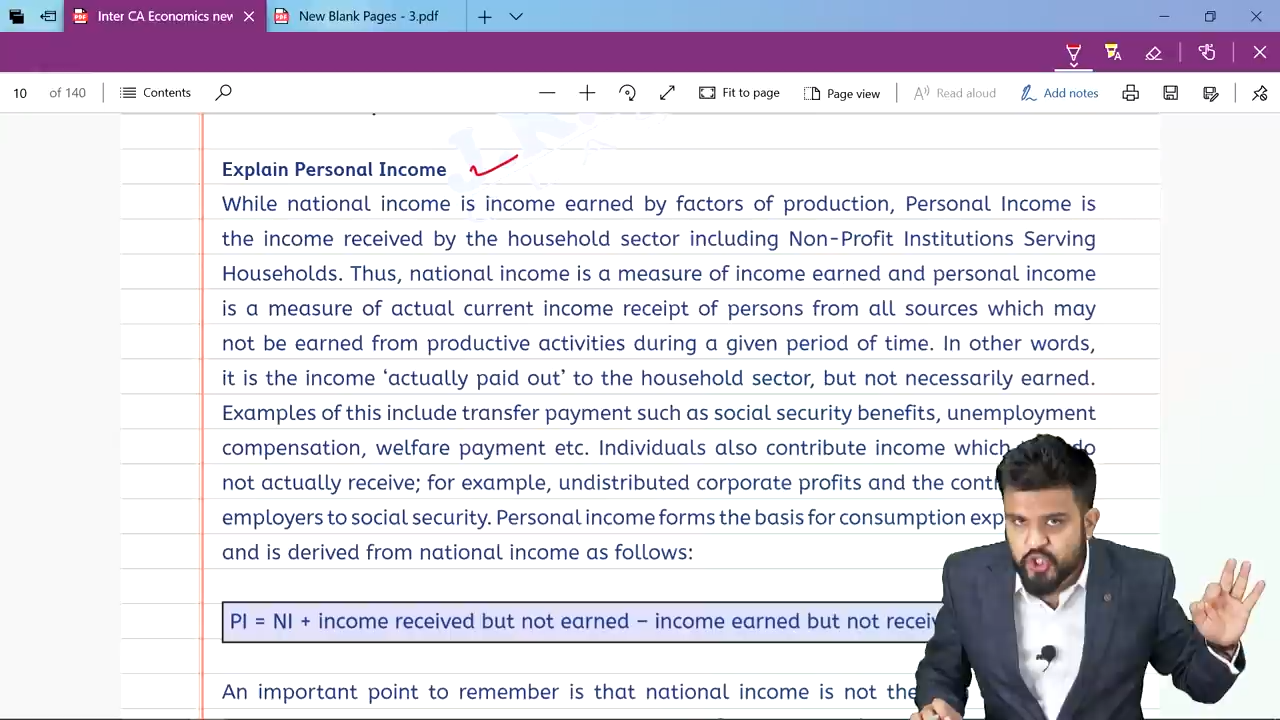 Inter CA Economics new
New Blank Pages - 3.pdf
10 of 140
Contents
Fit to page
Page view
Read aloud
Add notes
Explain Personal Income
While national income is income earned by factors of production, Personal Income is
the income received by the household sector including Non-Profit Institutions Serving
Households. Thus, national income is a measure of income earned and personal income
is a measure of actual current income receipt of persons from all sources which may
not be earned from productive activities during a given period of time. In other words,
it is the income ‘actually paid out’ to the household sector, but not necessarily earned.
Examples of this include transfer payment such as social security benefits, unemployment
compensation, welfare payment etc. Individuals also contribute income which do
not actually receive; for example, undistributed corporate profits and the
employers to social security. Personal income forms the basis for consumption
and is derived from national income as follows:
PI = NI + income received but not earned – income earned but not
An important point to remember is that national income is not the